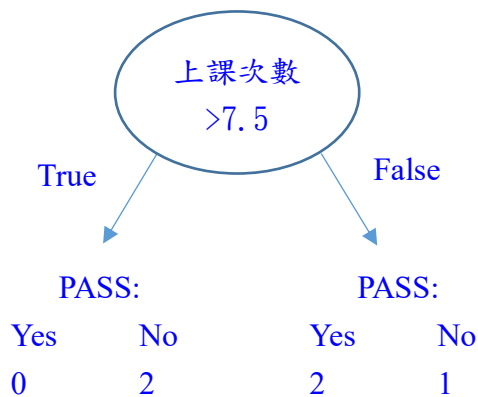 上課次數
>7.5
True False
PASS: PASS:
Yes No Yes No
0 2 2 1